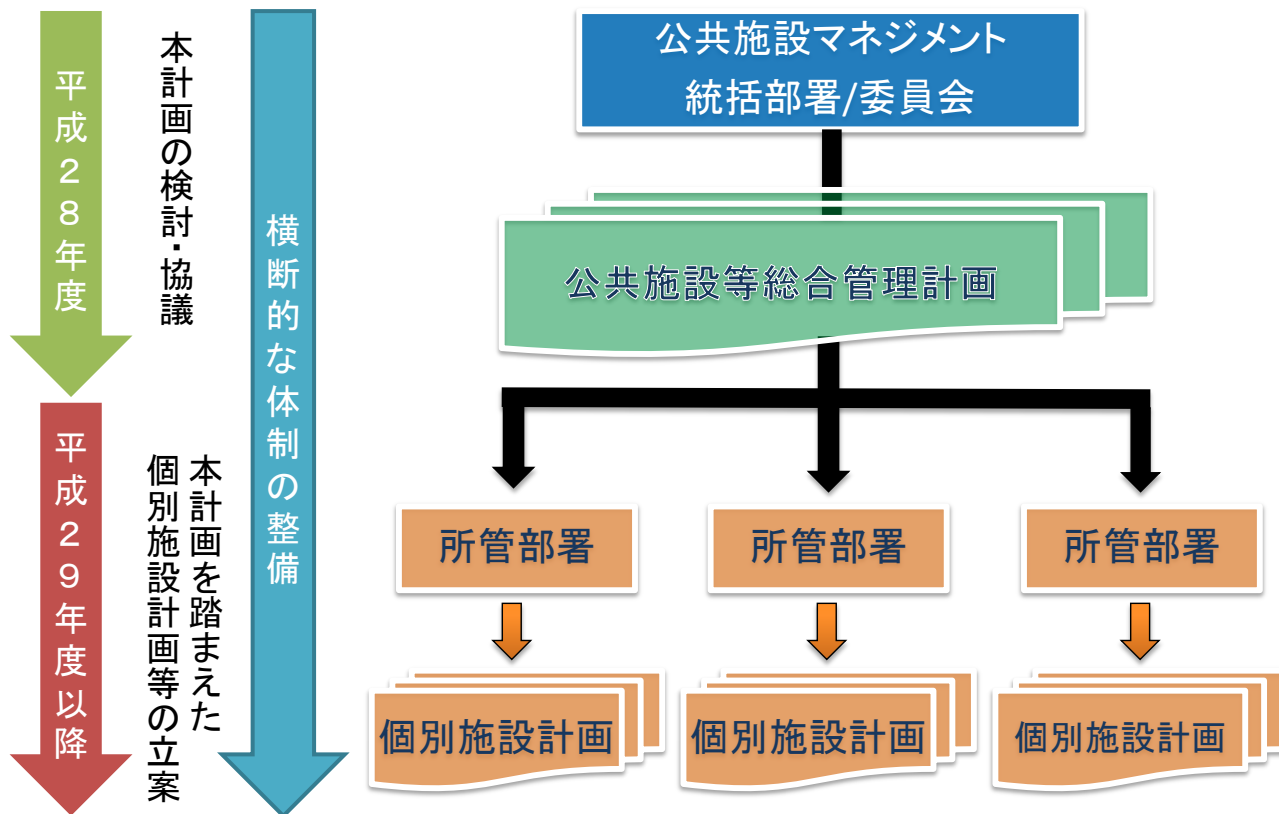 平成２８年度
本計画の検討・協議
平成２９年度以降
本計画を踏まえた
個別施設計画等の立案
横断的な体制の整備
公共施設マネジメント
統括部署/委員会
公共施設等総合管理計画
所管部署
所管部署
所管部署
個別施設計画
個別施設計画
個別施設計画